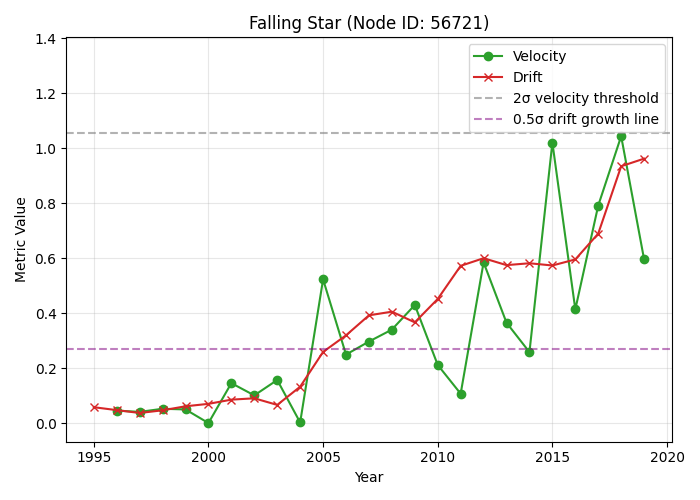 Falling Star (Node ID: 56721)
Velocity
Drift
2σ velocity threshold
0.5σ drift growth line
Metric Value
1.4
1.2
1.0
0.8
0.6
0.4
0.2
0.0
1995
2000
2005
2010
2015
2020
Year